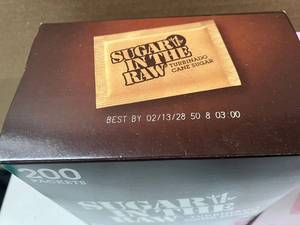 SUGAR
IN THE
RAW
TURBINADO
CANE SUGAR
BEST BY 02/13/28 50 8 03:00
200
PACKETS
SUGAR
IN THE
RAW
TURBINADO